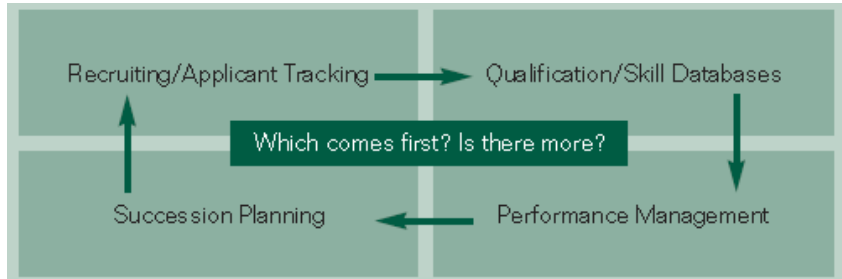 Recruiting/Applicant Tracking
Qualification/Skill Databases
Which comes first? Is there more?
Succession Planning
Performance Management